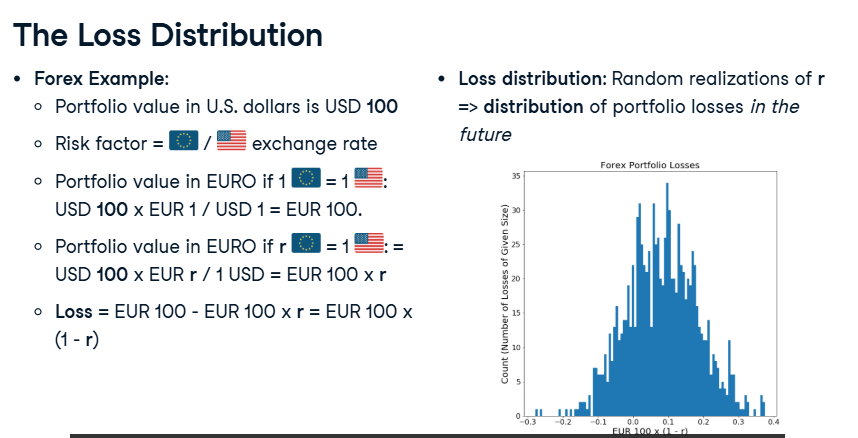 The Loss Distribution
• Forex Example:
○ Portfolio value in U.S. dollars is USD 100
○ Risk factor = / exchange rate
○ Portfolio value in EURO if 1 = 1 :
USD 100 x EUR 1 / USD 1 = EUR 100.
○ Portfolio value in EURO if r = 1 : =
USD 100 x EUR r / 1 USD = EUR 100 x r
○ Loss = EUR 100 - EUR 100 x r = EUR 100 x
(1 - r)
• Loss distribution: Random realizations of r
=> distribution of portfolio losses in the
future
Forex Portfolio Losses
Count (Number of Losses of Given Size)
35
30
25
20
15
10
5
0
−0.3 −0.2 −0.1 0.0 0.1 0.2 0.3 0.4
EUR 100 x (1 - r)